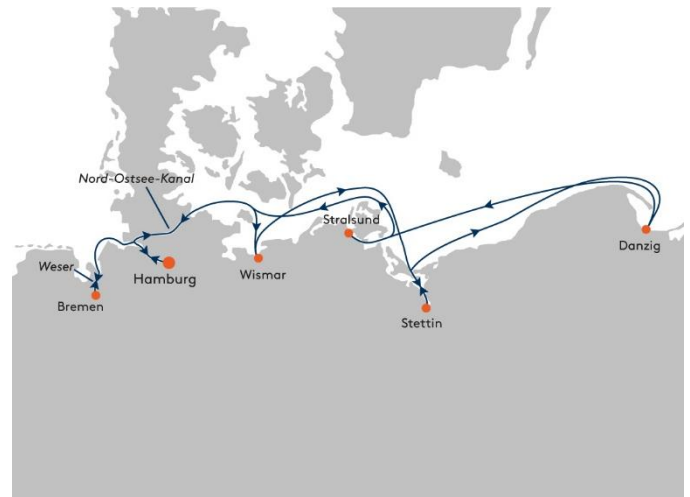 Nord-Ostsee-Kanal
Stralsund
Danzig
Weser
Hamburg
Wismar
Bremen
Stettin